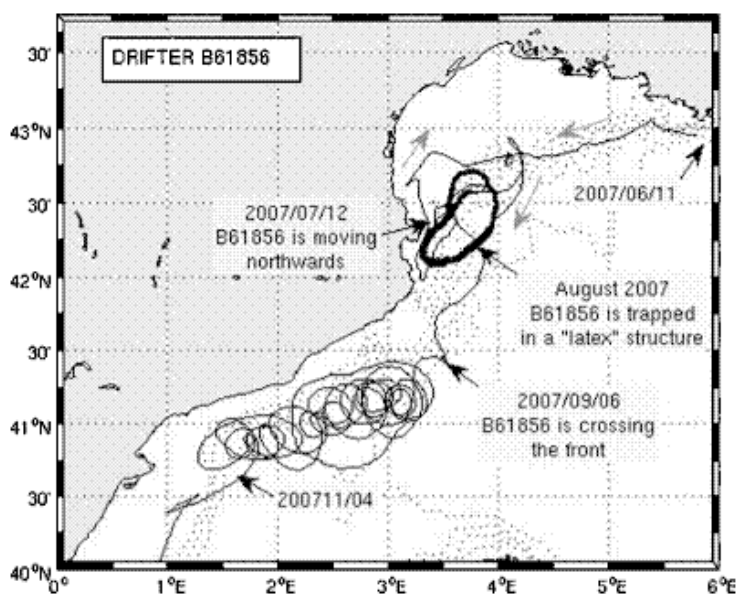 DRIFTER B61856
30'
43°N
30'
42°N
30'
41°N
30'
40°N
0°
1°E
2°E
3°E
4°E
5°E
6°E
2007/06/11
2007/07/12
B61856 is moving
northwards
August 2007
B61856 is trapped
in a "latex" structure
2007/09/06
B61856 is crossing
the front
200711/04